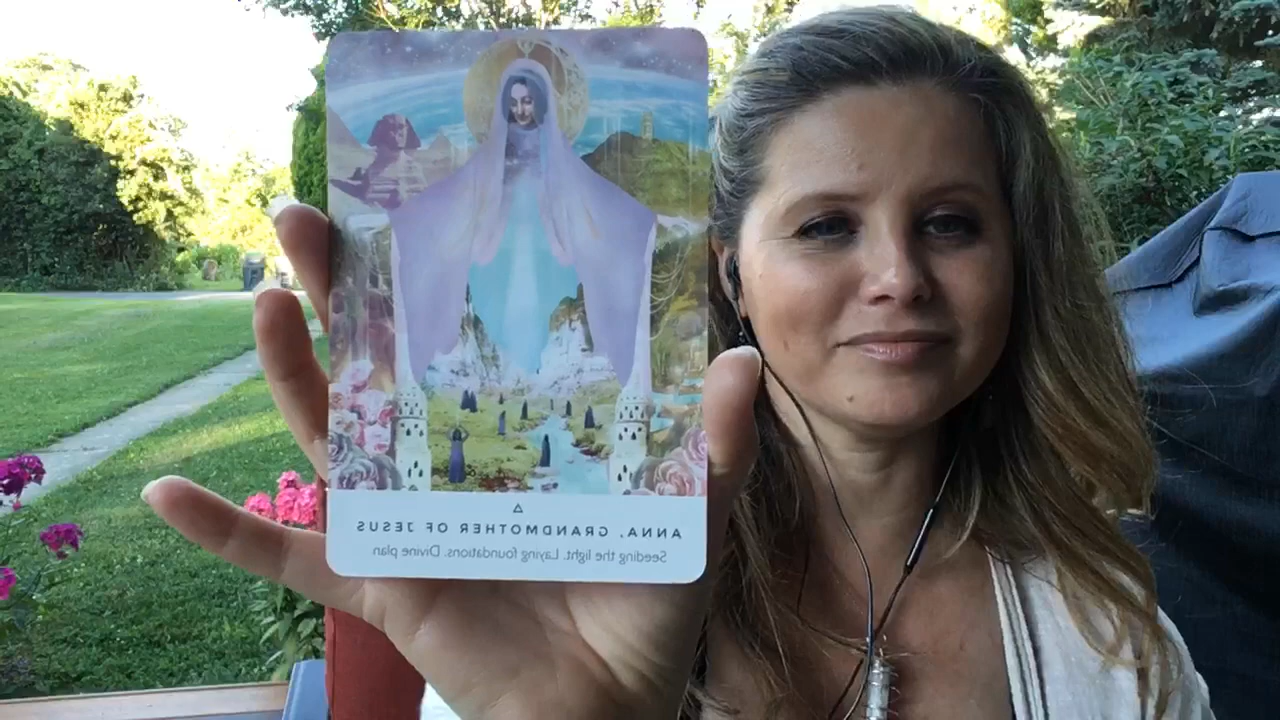 ANNA, GRANDMOTHER OF JESUS
Seeding the light. Laying foundations. Divine plan